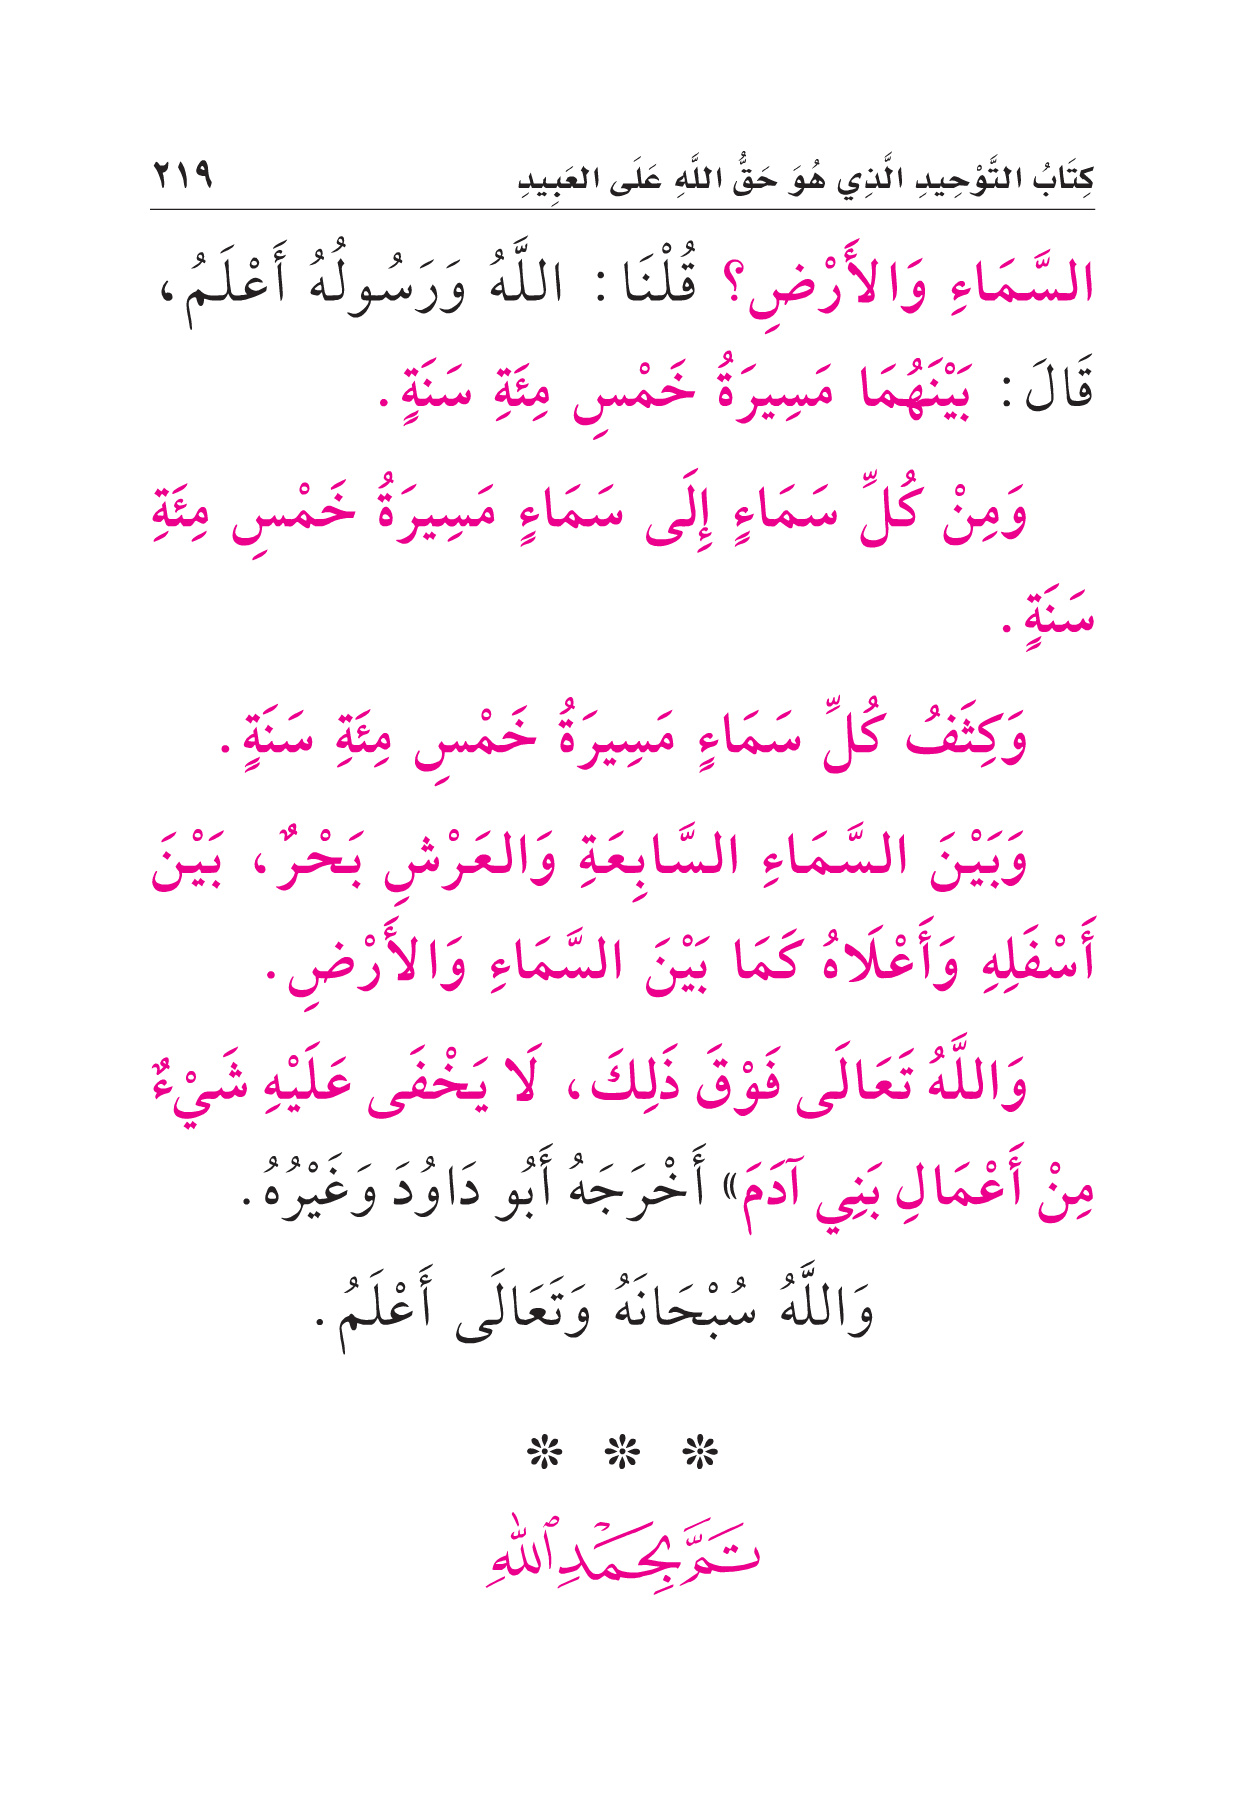 كِتَابُ التَّوْحِيدِ الَّذِي هُوَ حَقُّ اللَّهِ عَلَى العَبِيدِ ٢١٩
السَّمَاءِ وَالأَرْضِ؟ قُلْنَا: اللَّهُ وَرَسُولُهُ أَعْلَمُ،
قَالَ: بَيْنَهُمَا مَسِيرَةُ خَمْسِ مِئَةِ سَنَةٍ.
وَمِنْ كُلِّ سَمَاءٍ إِلَى سَمَاءٍ مَسِيرَةُ خَمْسِ مِئَةِ
سَنَةٍ.
وَكِثَفُ كُلِّ سَمَاءٍ مَسِيرَةُ خَمْسِ مِئَةِ سَنَةٍ.
وَبَيْنَ السَّمَاءِ السَّابِعَةِ وَالعَرْشِ بَحْرٌ، بَيْنَ
أَسْفَلِهِ وَأَعْلَاهُ كَمَا بَيْنَ السَّمَاءِ وَالأَرْضِ.
وَاللَّهُ تَعَالَى فَوْقَ ذَلِكَ، لَا يَخْفَى عَلَيْهِ شَيْءٌ
مِنْ أَعْمَالِ بَنِي آدَمَ» أَخْرَجَهُ أَبُو دَاوُدَ وَغَيْرُهُ.
وَاللَّهُ سُبْحَانَهُ وَتَعَالَى أَعْلَمُ.
تَمَّ بِحَمْدِ ٱللَّهِ